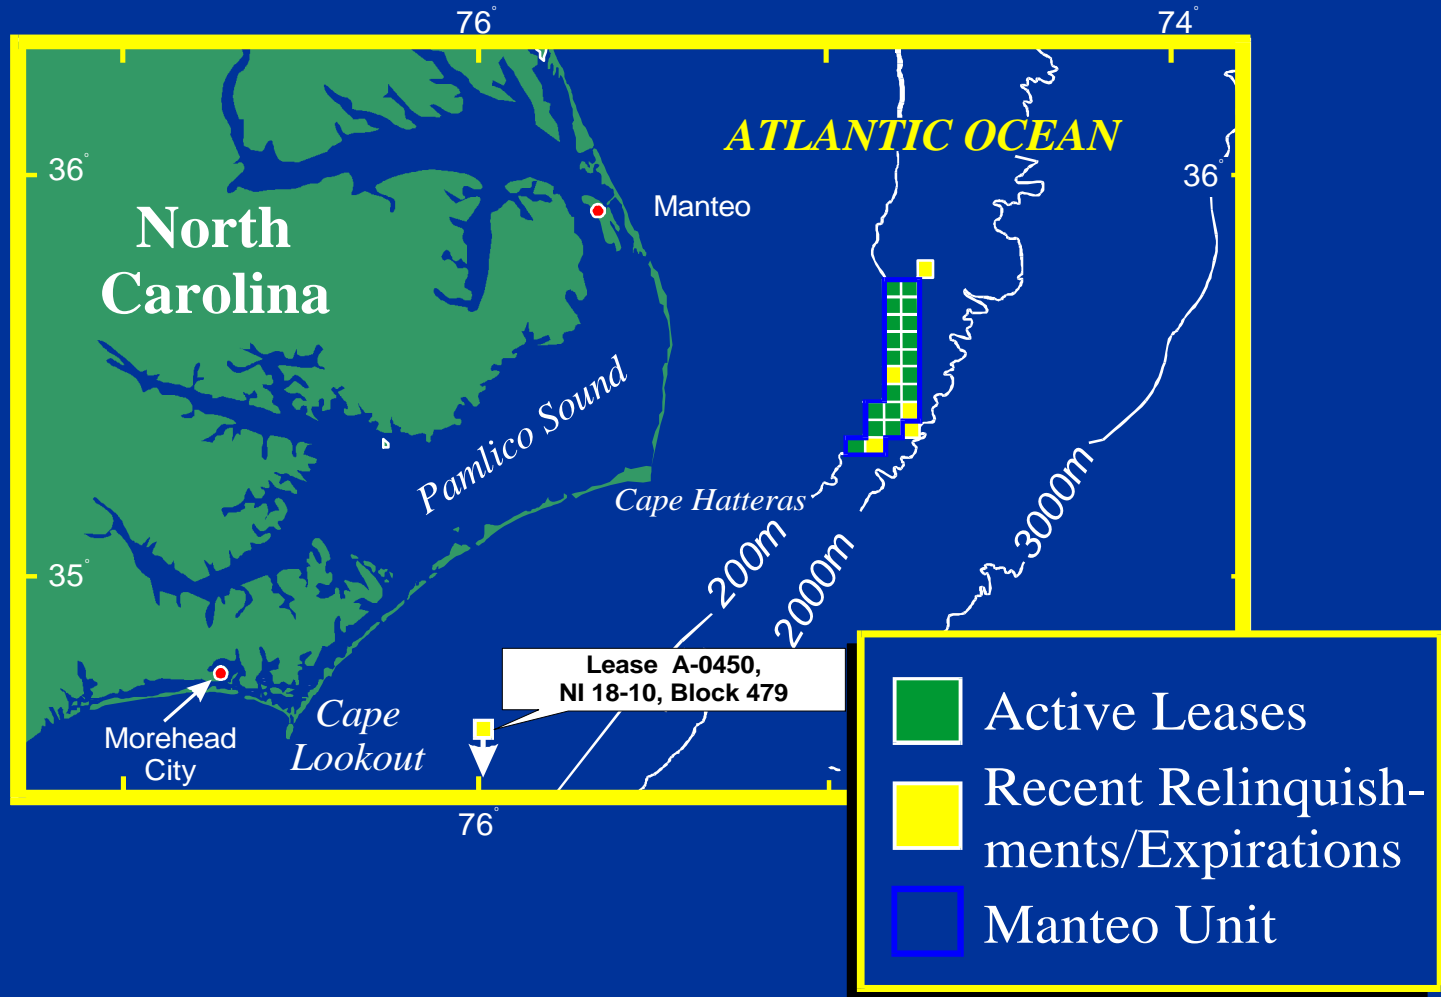 76°
74°
ATLANTIC OCEAN
36°
36°
Manteo
North
Carolina
Pamlico Sound
Cape Hatteras
200m
2000m
3000m
35°
Lease A-0450,
NI 18-10, Block 479
Cape
Lookout
Morehead
City
76°
Active Leases
Recent Relinquish-
ments/Expirations
Manteo Unit